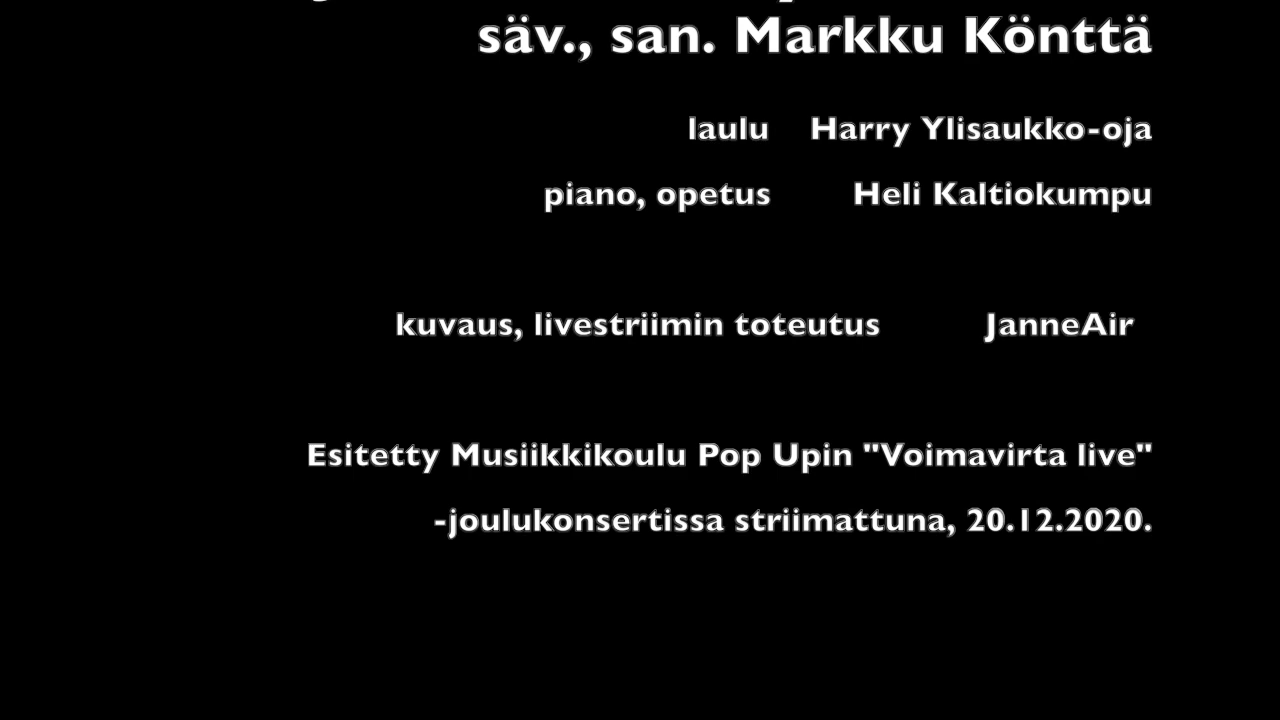 säv., san. Markku Könttä
laulu Harry Ylisaukko-oja
piano, opetus Heli Kaltiokumpu
kuvaus, livestriimin toteutus JanneAir
Esitetty Musiikkikoulu Pop Upin "Voimavirta live"
-joulukonsertissa striimattuna, 20.12.2020.